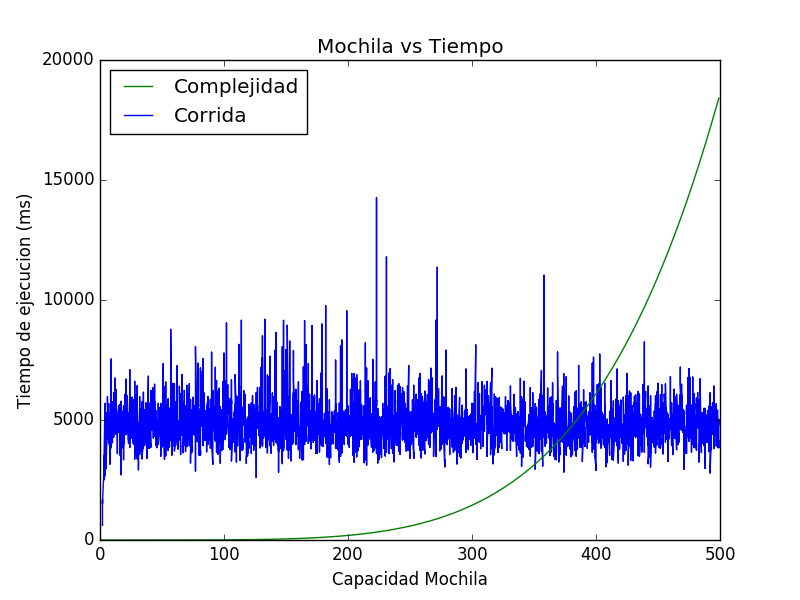 Mochila vs Tiempo
20000
15000
10000
5000
0
Tiempo de ejecucion (ms)
Complejidad
Corrida
0 100 200 300 400 500
Capacidad Mochila